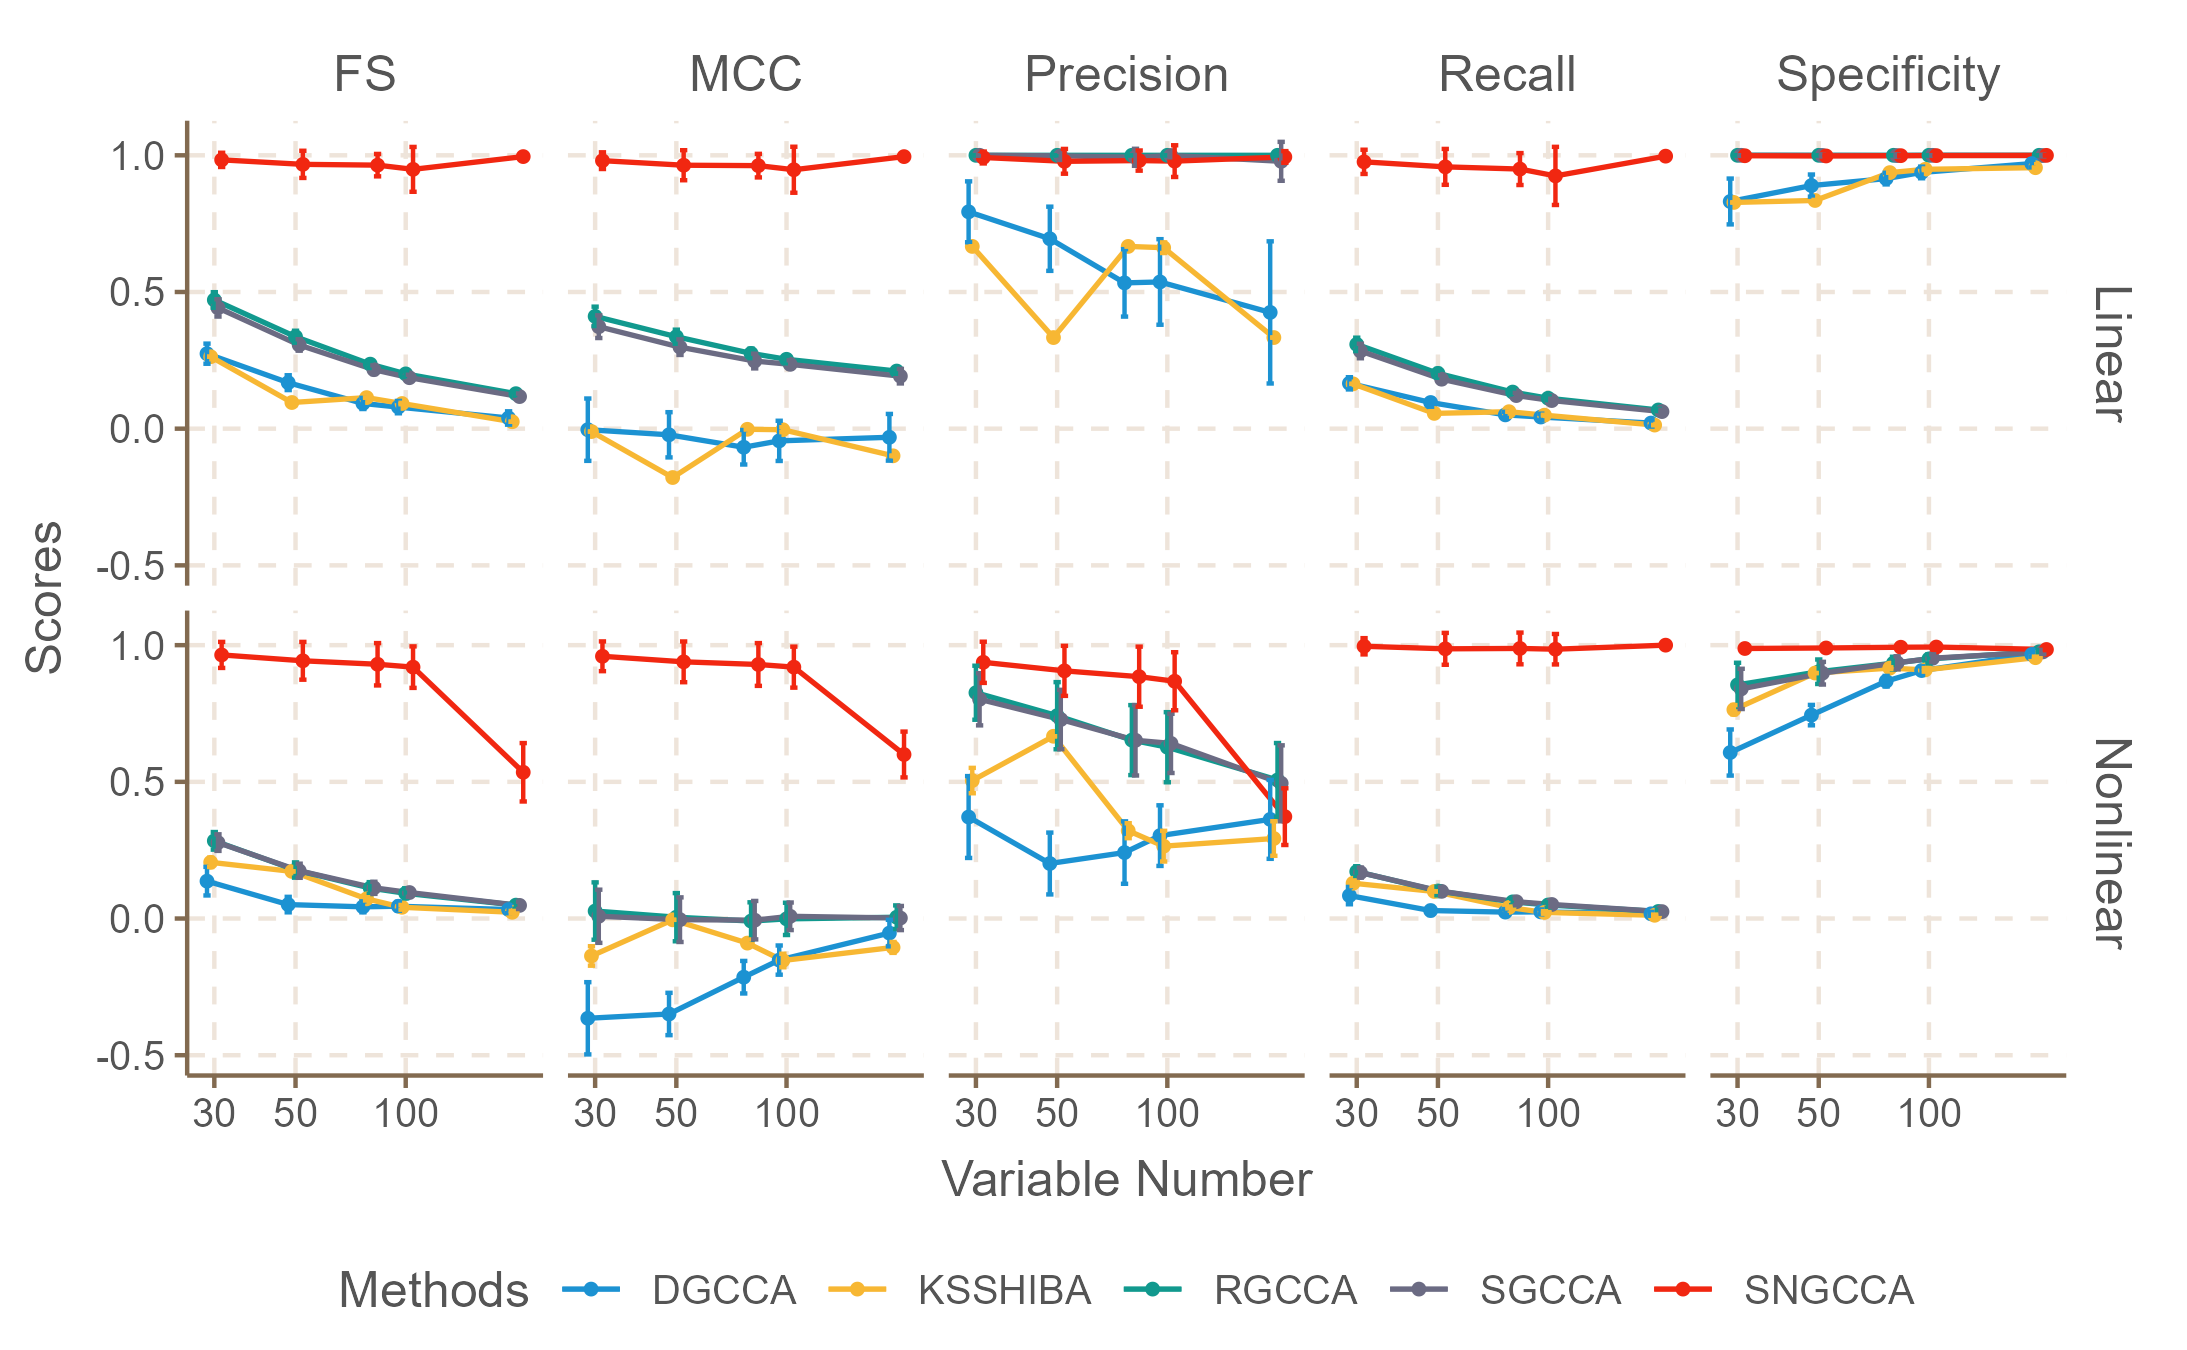 FS MCC Precision Recall Specificity
1.0
0.5
0.0
-0.5
Linear
Scores
1.0
0.5
0.0
-0.5
Nonlinear
30 50 100 30 50 100 30 50 100 30 50 100 30 50 100
Variable Number
Methods DGCCA KSSHIBA RGCCA SGCCA SNGCCA